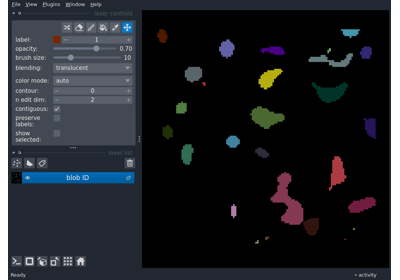 File View Plugins Window Help
layer controls
label: 1
opacity: 0.70
brush size: 10
blending: translucent
color mode: auto
contour: 0
n edit dim: 2
contiguous:
preserve
labels:
show
selected:
layer list
blob ID
Ready
activity